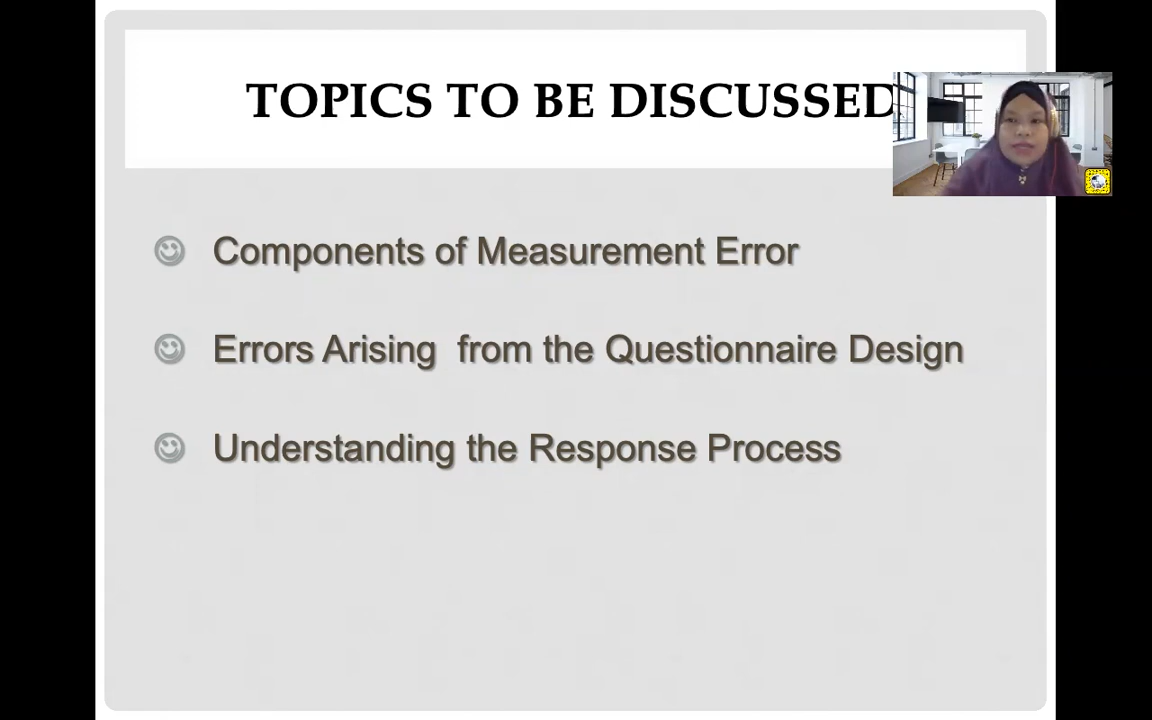 TOPICS TO BE DISCUSSED
Components of Measurement Error
Errors Arising  from the Questionnaire Design
Understanding the Response Process